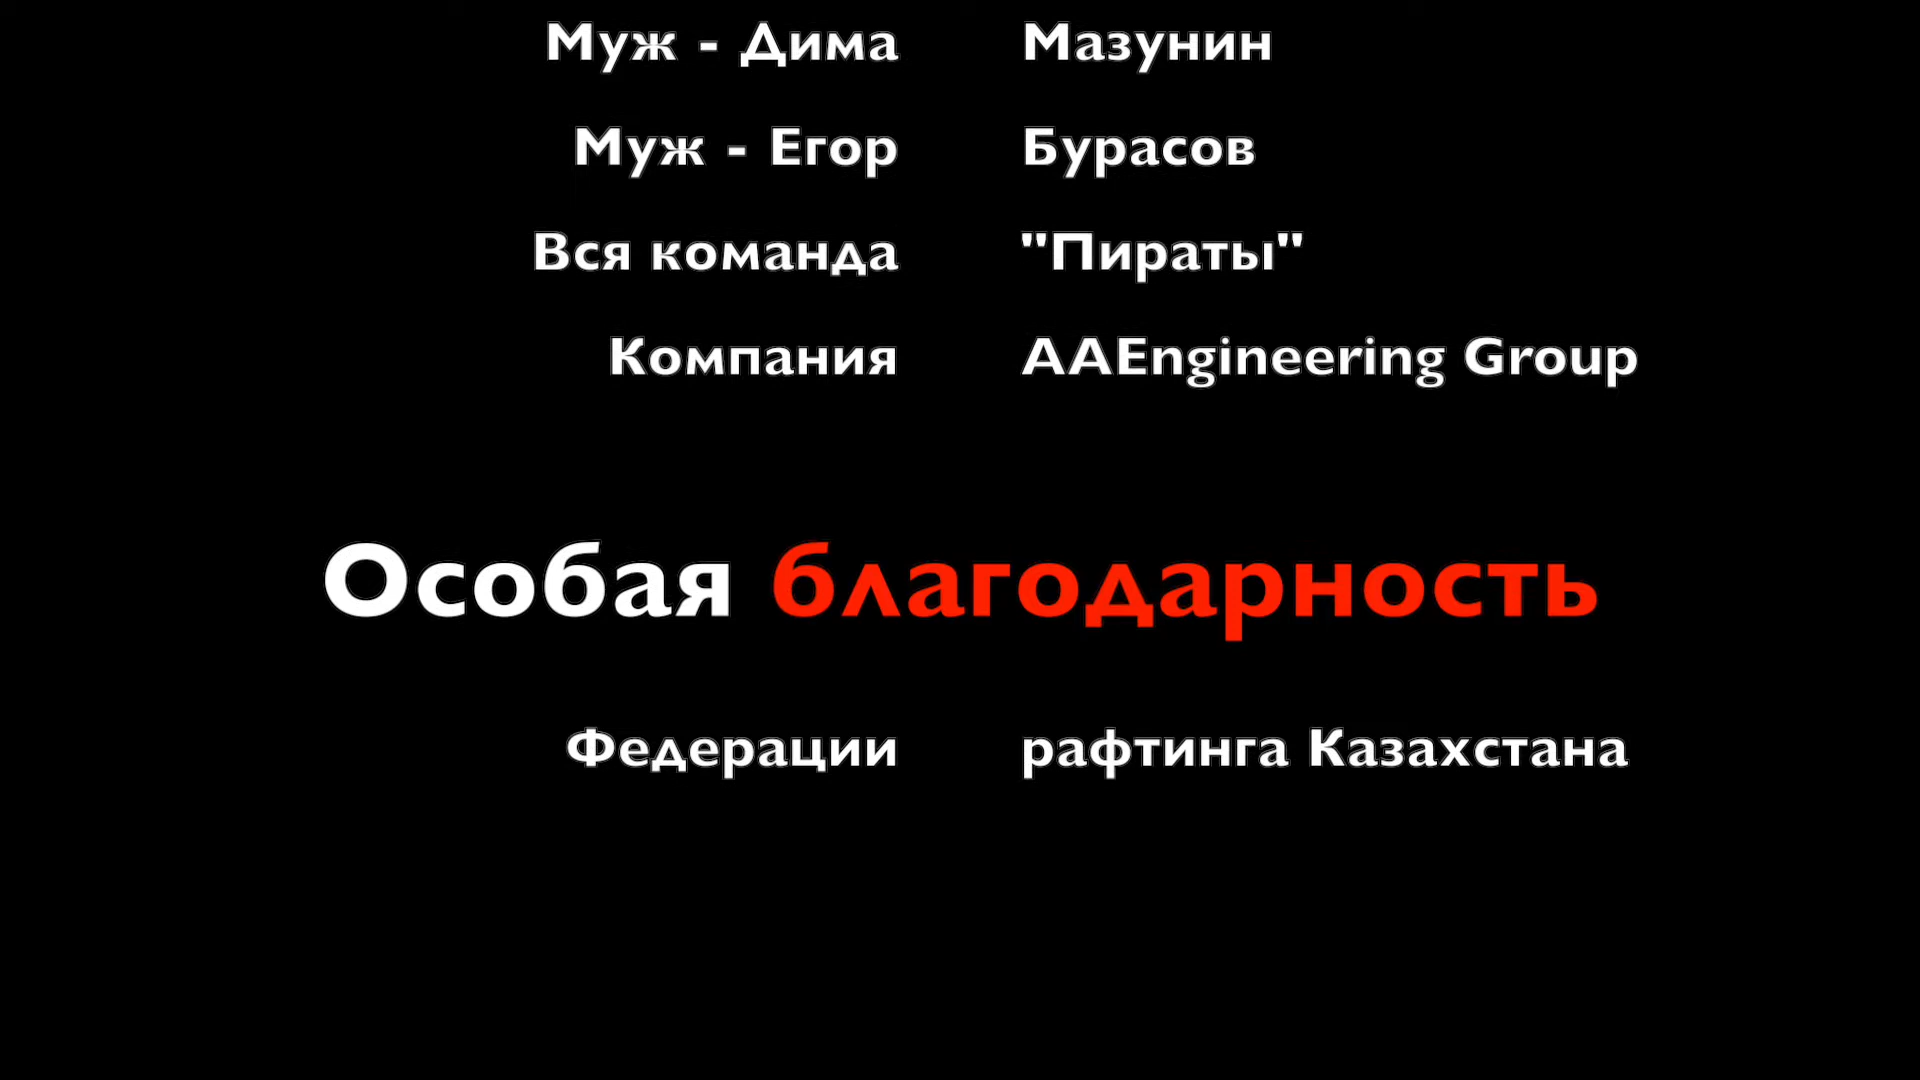 Муж - Дима Мазунин
Муж - Егор Бурасов
Вся команда "Пираты"
Компания AAEngineering Group
Особая благодарность
Федерации рафтинга Казахстана